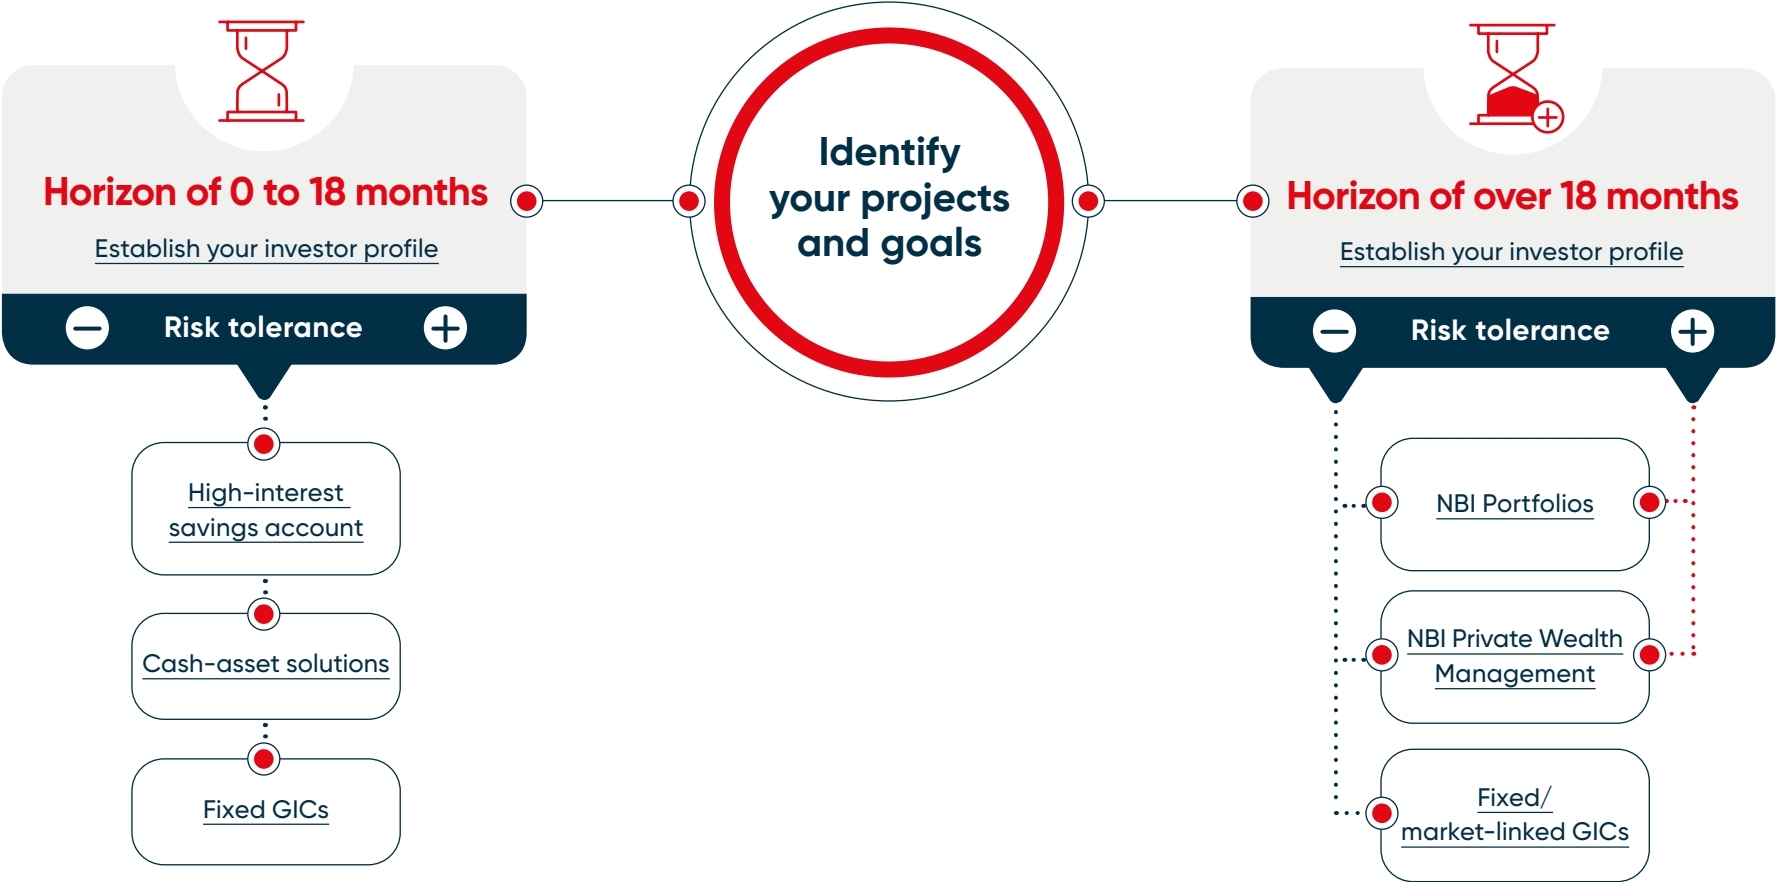 Identify
your projects
and goals
Horizon of 0 to 18 months
Establish your investor profile
Risk tolerance
High-interest
savings account
Cash-asset solutions
Fixed GICs
Horizon of over 18 months
Establish your investor profile
Risk tolerance
NBI Portfolios
NBI Private Wealth
Management
Fixed/
market-linked GICs